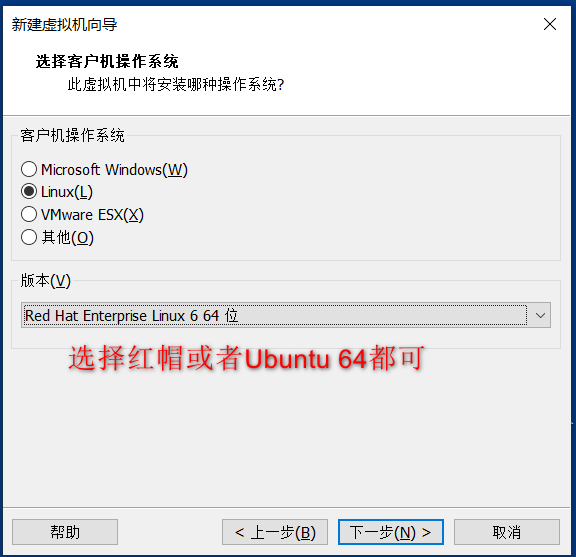 新建虚拟机向导
选择客户机操作系统
此虚拟机中将安装哪种操作系统?
客户机操作系统
Microsoft Windows(W)
Linux(L)
VMware ESX(X)
其他(O)
版本(V)
Red Hat Enterprise Linux 6 64 位
选择红帽或者Ubuntu 64都可
帮助
< 上一步(B)
下一步(N) >
取消